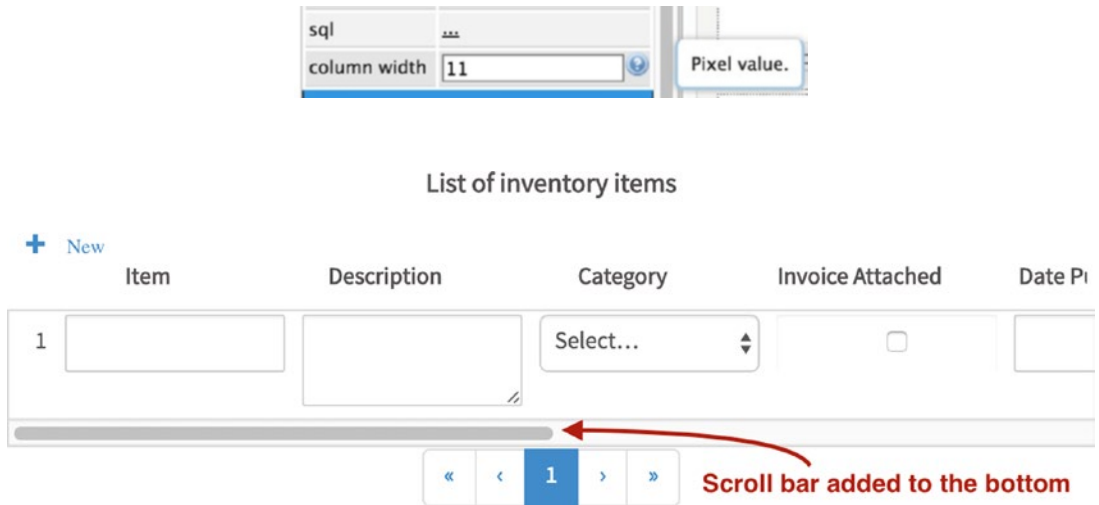 sql ...
column width 11
Pixel value.
List of inventory items
+ New
Item Description Category Invoice Attached Date Pu
1 Select...
« ‹ 1 › »
Scroll bar added to the bottom